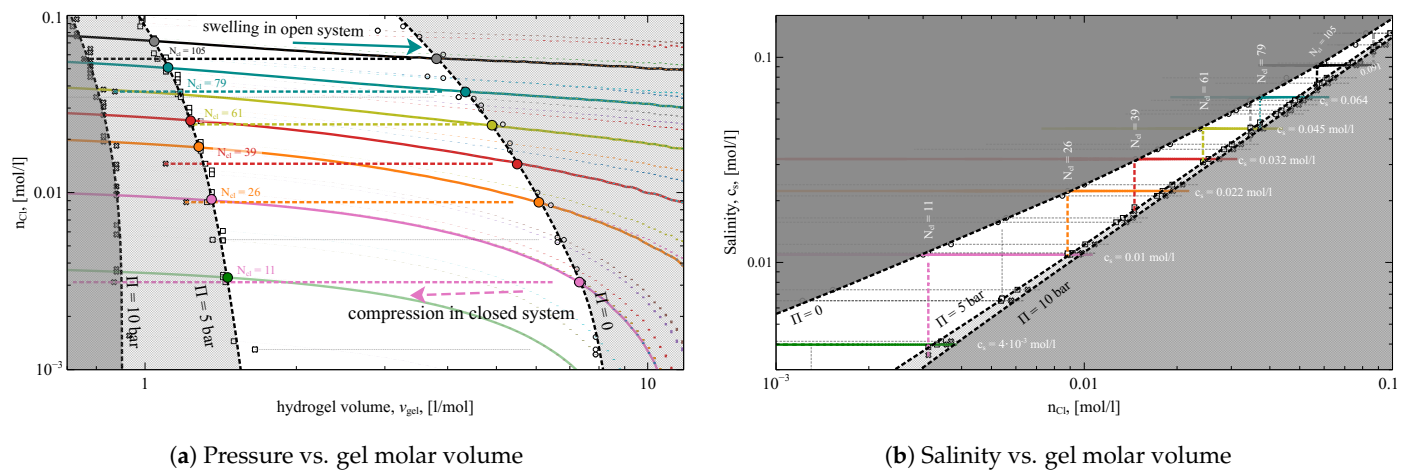 0.1
0.01
10⁻³
n_Cl, [mol/l]
swelling in open system
N_cl = 105
N_cl = 79
N_cl = 61
N_cl = 39
N_cl = 26
N_cl = 11
compression in closed system
Π = 10 bar
Π = 5 bar
Π = 0
1
10
hydrogel volume, v_gel, [l/mol]
(a) Pressure vs. gel molar volume
0.1
0.01
Salinity, c_s, [mol/l]
N_cl = 11
N_cl = 26
N_cl = 39
N_cl = 61
N_cl = 79
N_c = 105
0.091
c_s = 0.064
c_s = 0.045 mol/l
c_s = 0.032 mol/l
c_s = 0.022 mol/l
c_s = 0.01 mol/l
c_s = 4·10⁻³ mol/l
Π = 0
Π = 5 bar
Π = 10 bar
10⁻³
0.01
0.1
n_Cl, [mol/l]
(b) Salinity vs. gel molar volume